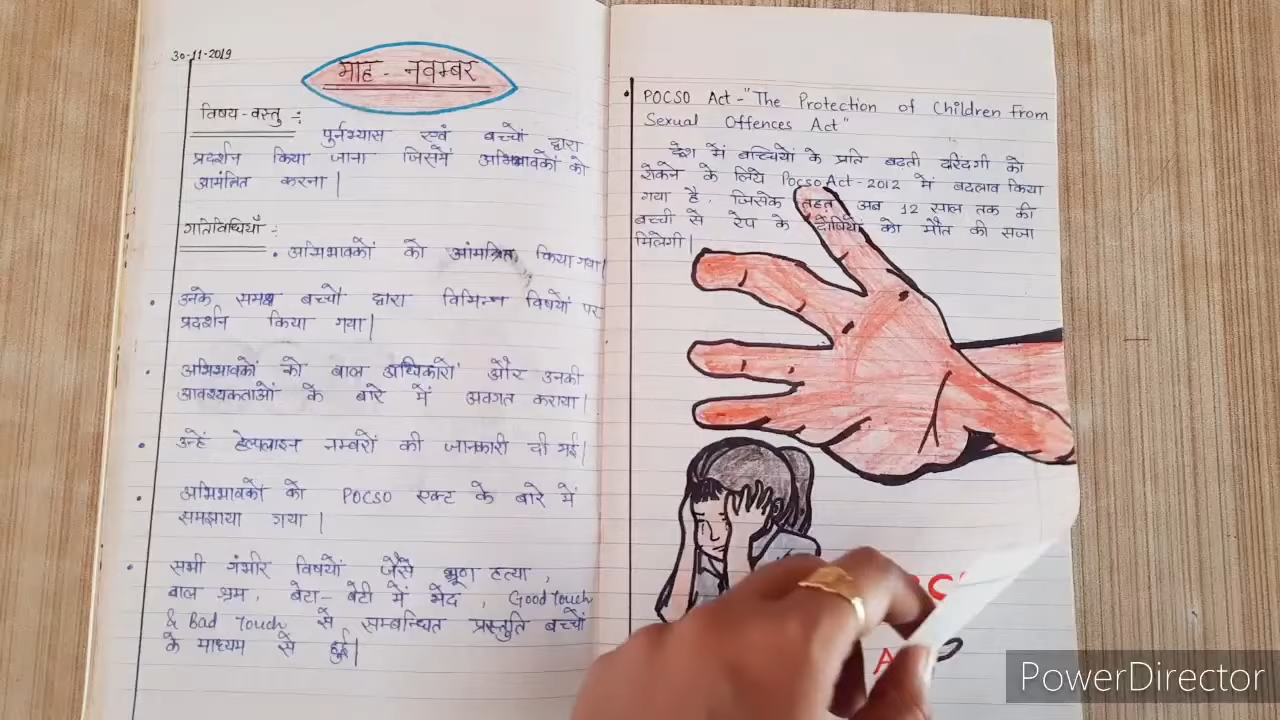 30-11-2019
माह - नवम्बर
विषय-वस्तु :
पुर्नभ्यास एवं बच्चों द्वारा
प्रदर्शन किया जाना जिसमें अभिभावकों को
आमंत्रित करना |
गतिविधियाँ :
• अभिभावकों को आंमत्रित किया गया|
• उनके समक्ष बच्चौ द्वारा विभिन्न विषयों पर
प्रदर्शन किया गया|
• अभिभावकों को बाल अधिकारो और उनकी
आवश्यकताओं के बारे में अवगत कराया|
• उन्हें हेल्पलाइन नम्बरों की जानकारी दी गई|
• अभिभावकों को POCSO एक्ट के बारे में
समझाया गया |
• सभी गंभीर विषयों जैसे भ्रूण हत्या ,
बाल श्रम, बेटा-बेटी में भेद , Good Touch
& Bad Touch से सम्बन्धित प्रस्तुति बच्चों
के माध्यम से हुई|
• POCSO Act-"The Protection of Children From
Sexual Offences Act"
देश में बच्चियों के प्रति बढ़ती दरिंदगी को
रोकने के लिये Pocso Act-2012 में बदलाव किया
गया है, जिसके तहत अब 12 साल तक की
बच्ची से रेप के दोषियों को मौत की सजा
मिलेगी|
PowerDirector